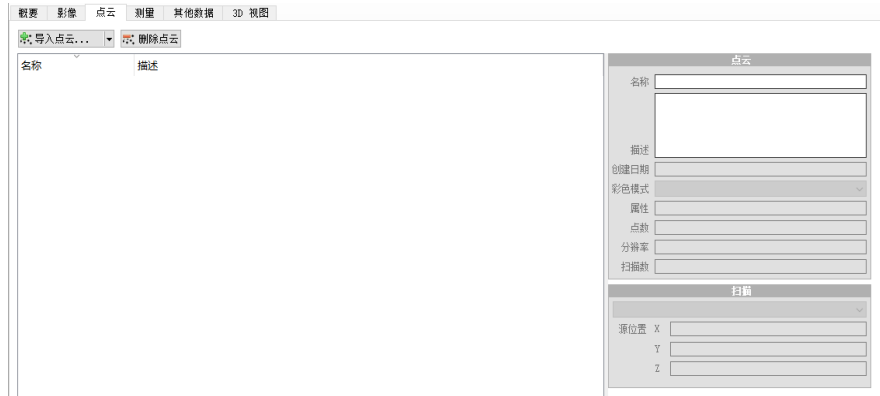 概要 影像 点云 测量 其他数据 3D 视图
导入点云... 删除点云
名称 描述
点云
名称
描述
创建日期
彩色模式
属性
点数
分辨率
扫描数
扫描
源位置 X
Y
Z